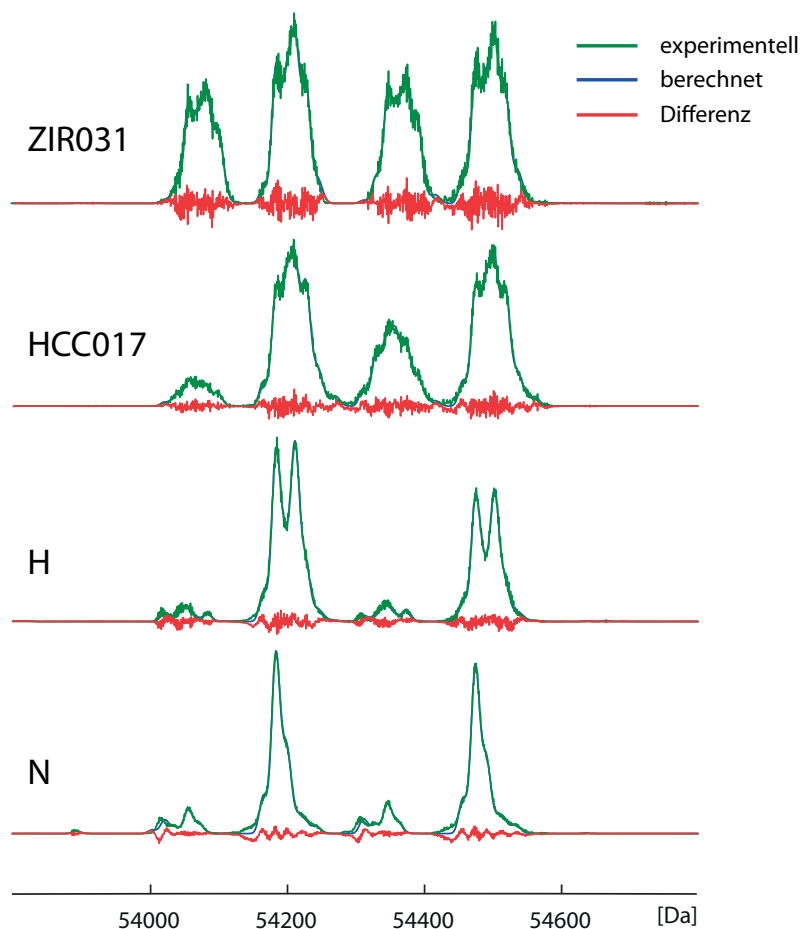 experimentell
berechnet
Differenz
ZIR031
HCC017
H
N
54000 54200 54400 54600 [Da]